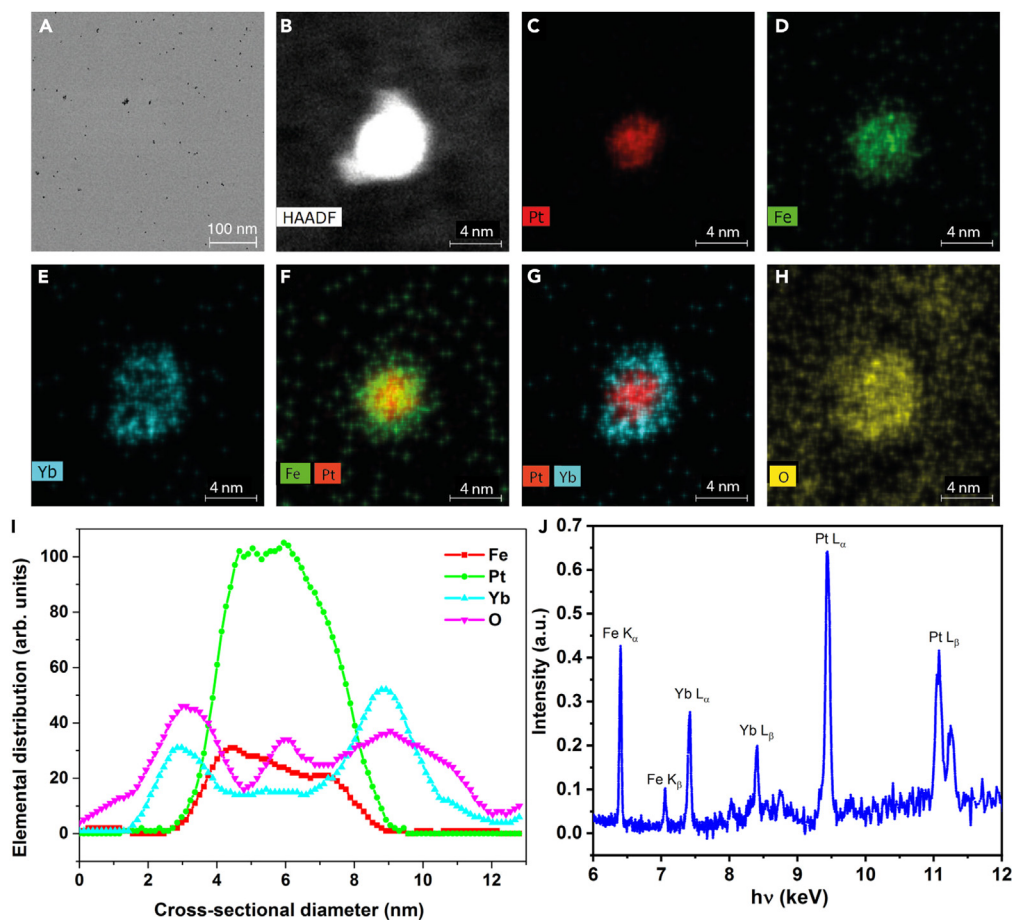 A
100 nm
B
HAADF
4 nm
C
Pt
4 nm
D
Fe
4 nm
E
Yb
4 nm
F
Fe Pt
4 nm
G
Pt Yb
4 nm
H
O
4 nm
I
Elemental distribution (arb. units)
100
80
60
40
20
0
Fe
Pt
Yb
O
0 2 4 6 8 10 12
Cross-sectional diameter (nm)
J
Intensity (a.u.)
0.7
0.6
0.5
0.4
0.3
0.2
0.1
0.0
Fe Kα
Fe Kβ
Yb Lα
Yb Lβ
Pt Lα
Pt Lβ
6 7 8 9 10 11 12
hν (keV)